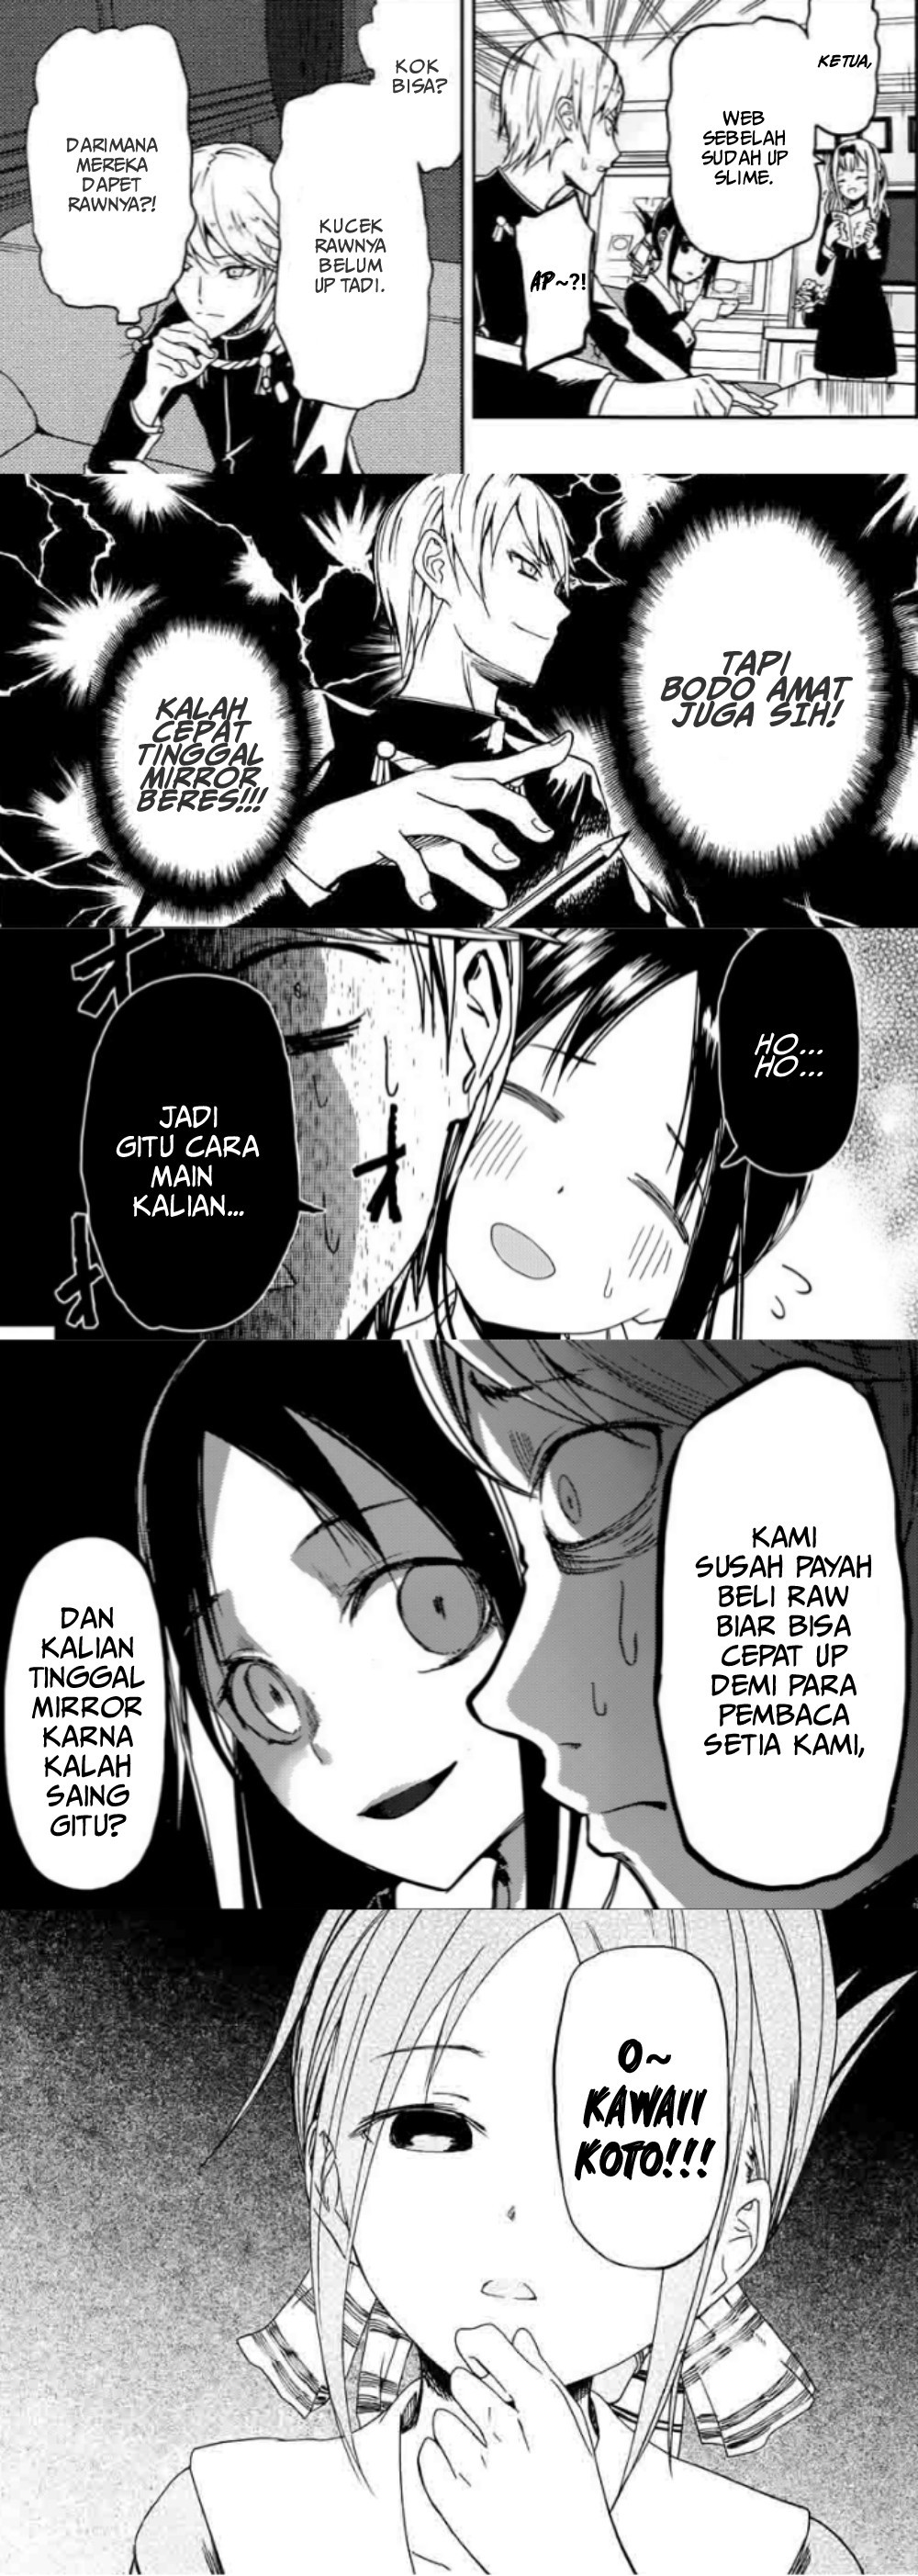 KETUA,
WEB
SEBELAH
SUDAH UP
SLIME.
AP~?!
KOK
BISA?
KUCEK
RAWNYA
BELUM
UP TADI.
DARIMANA
MEREKA
DAPET
RAWNYA?!
TAPI
BODO AMAT
JUGA SIH!
KALAH
CEPAT
TINGGAL
MIRROR
BERES!!!
HO...
HO...
JADI
GITU CARA
MAIN
KALIAN...
オ
オ
オ
KAMI
SUSAH PAYAH
BELI RAW
BIAR BISA
CEPAT UP
DEMI PARA
PEMBACA
SETIA KAMI,
DAN
KALIAN
TINGGAL
MIRROR
KARNA
KALAH
SAING
GITU?
O~
KAWAII
KOTO!!!